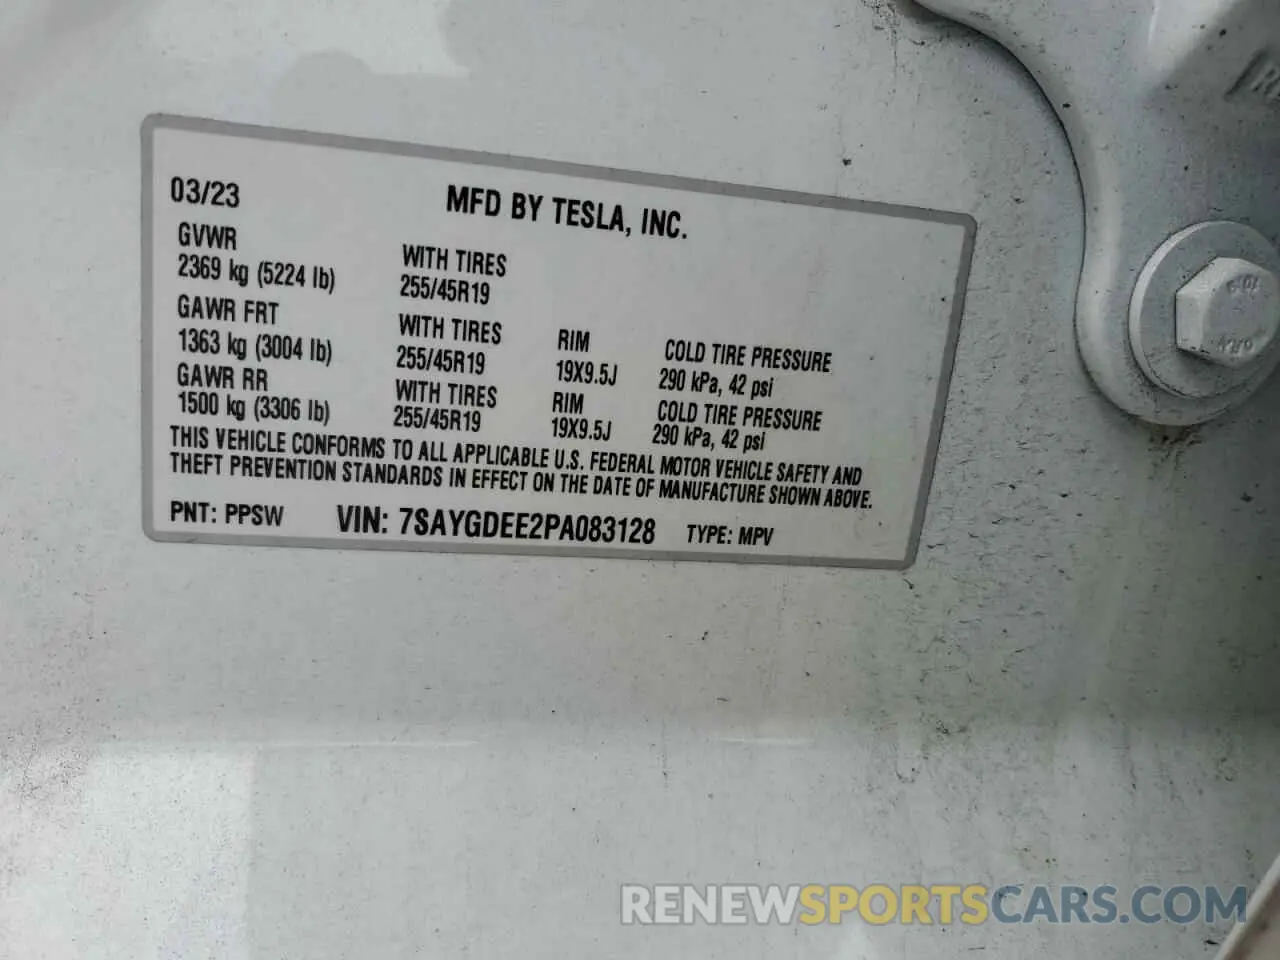 03/23 MFD BY TESLA, INC.
GVWR
2369 kg (5224 lb) WITH TIRES
255/45R19
GAWR FRT
1363 kg (3004 lb) WITH TIRES
255/45R19 RIM
19X9.5J COLD TIRE PRESSURE
290 kPa, 42 psi
GAWR RR
1500 kg (3306 lb) WITH TIRES
255/45R19 RIM
19X9.5J COLD TIRE PRESSURE
290 kPa, 42 psi
THIS VEHICLE CONFORMS TO ALL APPLICABLE U.S. FEDERAL MOTOR VEHICLE SAFETY AND
THEFT PREVENTION STANDARDS IN EFFECT ON THE DATE OF MANUFACTURE SHOWN ABOVE.
PNT: PPSW VIN: 7SAYGDEE2PA083128 TYPE: MPV
RENEWSPORTSCARS.COM